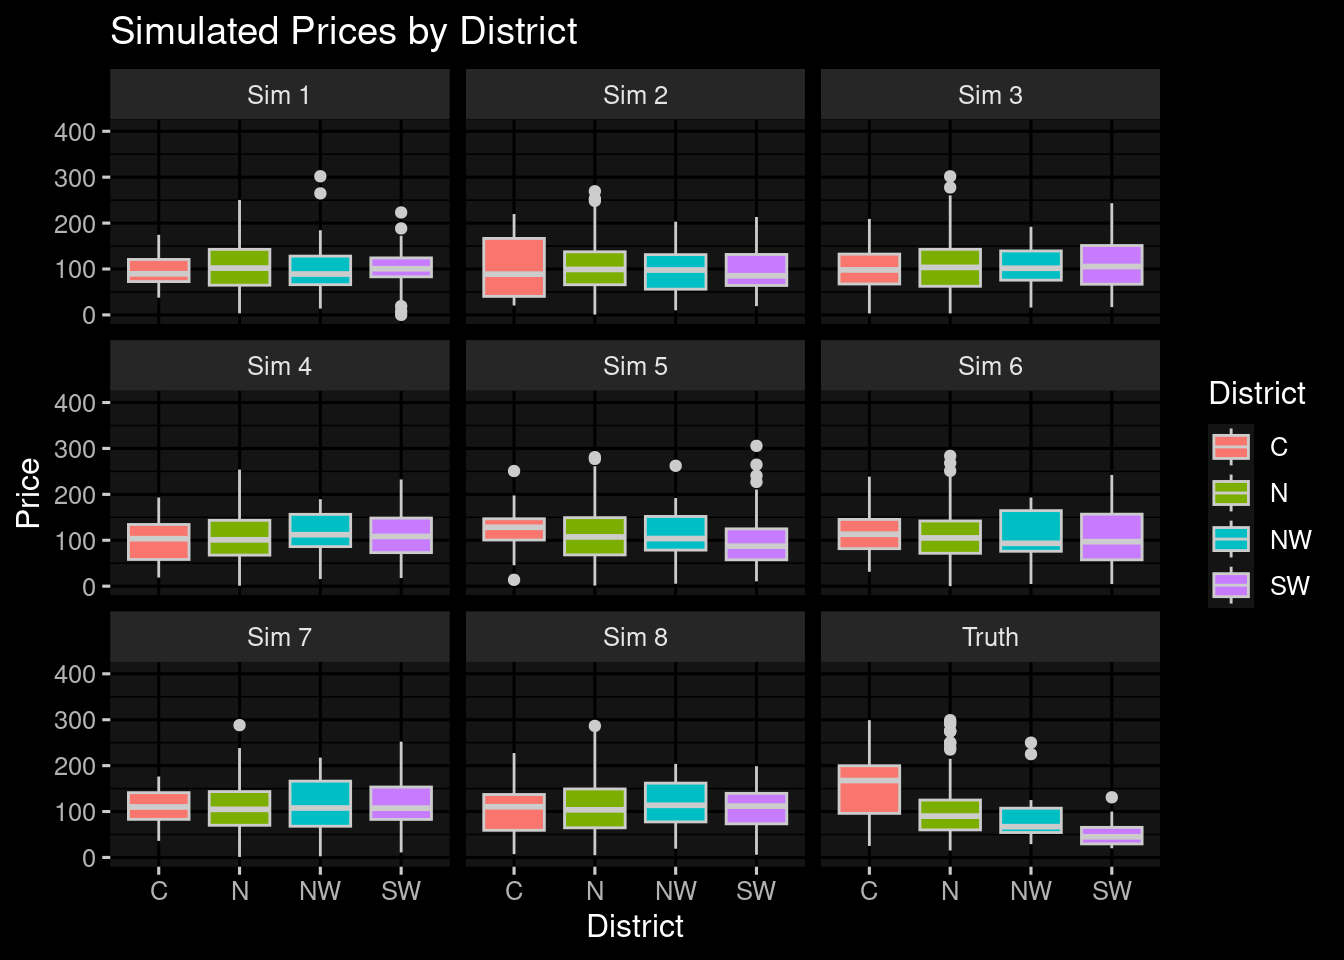 Simulated Prices by District
Sim 1 Sim 2 Sim 3
400
300
200
100
0
Sim 4 Sim 5 Sim 6
400
300
200
100
0
Sim 7 Sim 8 Truth
400
300
200
100
0
C N NW SW C N NW SW C N NW SW
District
Price
District
C
N
NW
SW